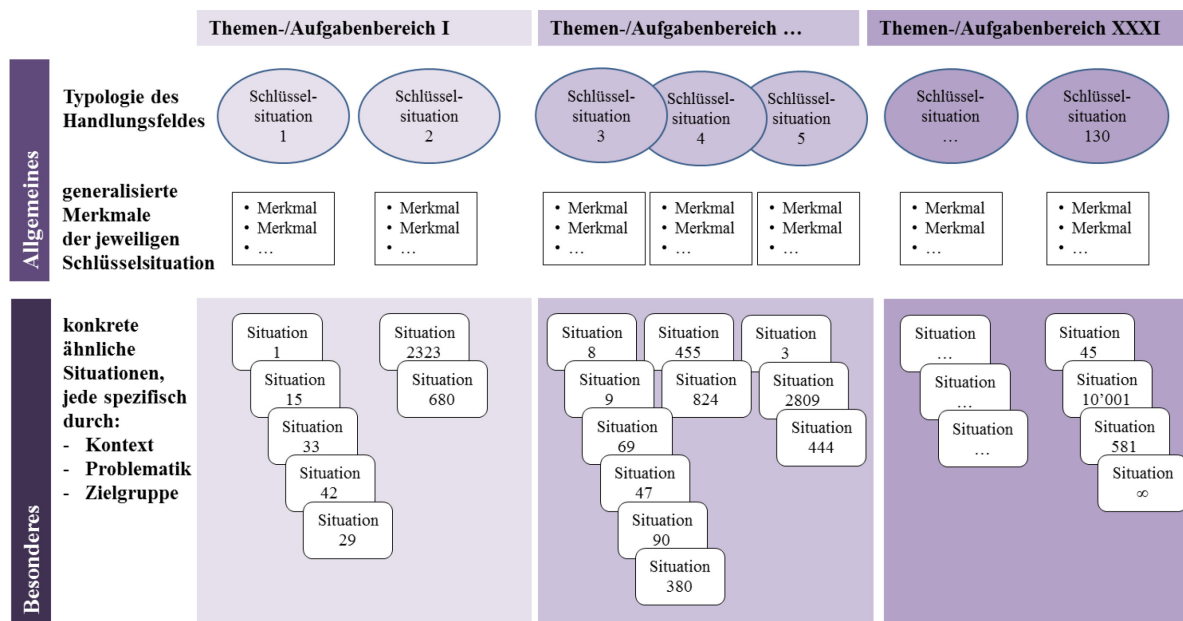 Themen-/Aufgabenbereich I
Themen-/Aufgabenbereich …
Themen-/Aufgabenbereich XXXI
Allgemeines
Typologie des
Handlungsfeldes
Schlüssel-
situation
1
Schlüssel-
situation
2
Schlüssel-
situation
3
Schlüssel-
situation
4
Schlüssel-
situation
5
Schlüssel-
situation
…
Schlüssel-
situation
130
generalisierte
Merkmale
der jeweiligen
Schlüsselsituation
• Merkmal
• Merkmal
• …
• Merkmal
• Merkmal
• …
• Merkmal
• Merkmal
• …
• Merkmal
• Merkmal
• …
• Merkmal
• Merkmal
• …
• Merkmal
• Merkmal
• …
• Merkmal
• Merkmal
• …
Besonderes
konkrete
ähnliche
Situationen,
jede spezifisch
durch:
- Kontext
- Problematik
- Zielgruppe
Situation
1
Situation
15
Situation
33
Situation
42
Situation
29
Situation
2323
Situation
680
Situation
8
Situation
9
Situation
69
Situation
47
Situation
90
Situation
380
Situation
455
Situation
824
Situation
3
Situation
2809
Situation
444
Situation
…
Situation
…
Situation
…
Situation
45
Situation
10’001
Situation
581
Situation
∞